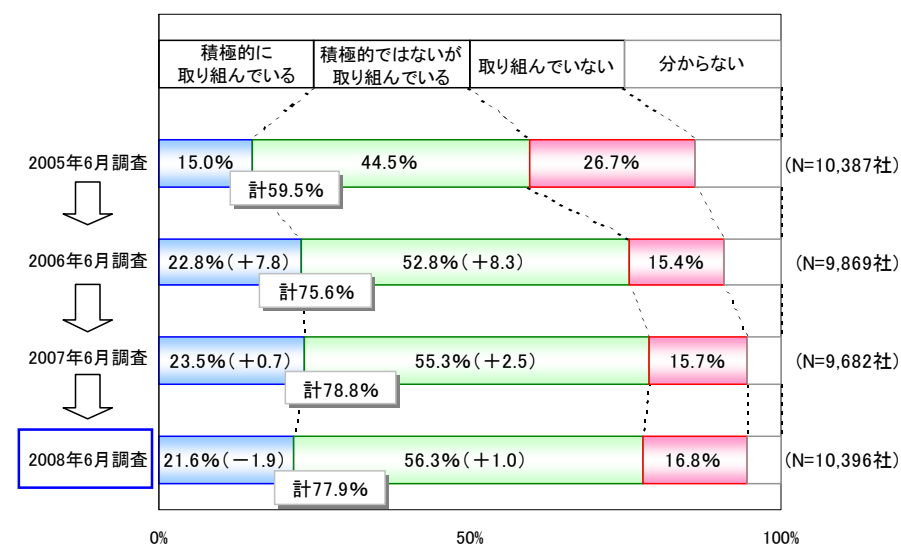 積極的に
取り組んでいる
積極的ではないが
取り組んでいる
取り組んでいない
分からない
2005年6月調査
15.0%
44.5%
26.7%
(N=10,387社)
計59.5%
2006年6月調査
22.8%(+7.8)
52.8%(+8.3)
15.4%
(N=9,869社)
計75.6%
2007年6月調査
23.5%(+0.7)
55.3%(+2.5)
15.7%
(N=9,682社)
計78.8%
2008年6月調査
21.6%(-1.9)
56.3%(+1.0)
16.8%
(N=10,396社)
計77.9%
0%
50%
100%